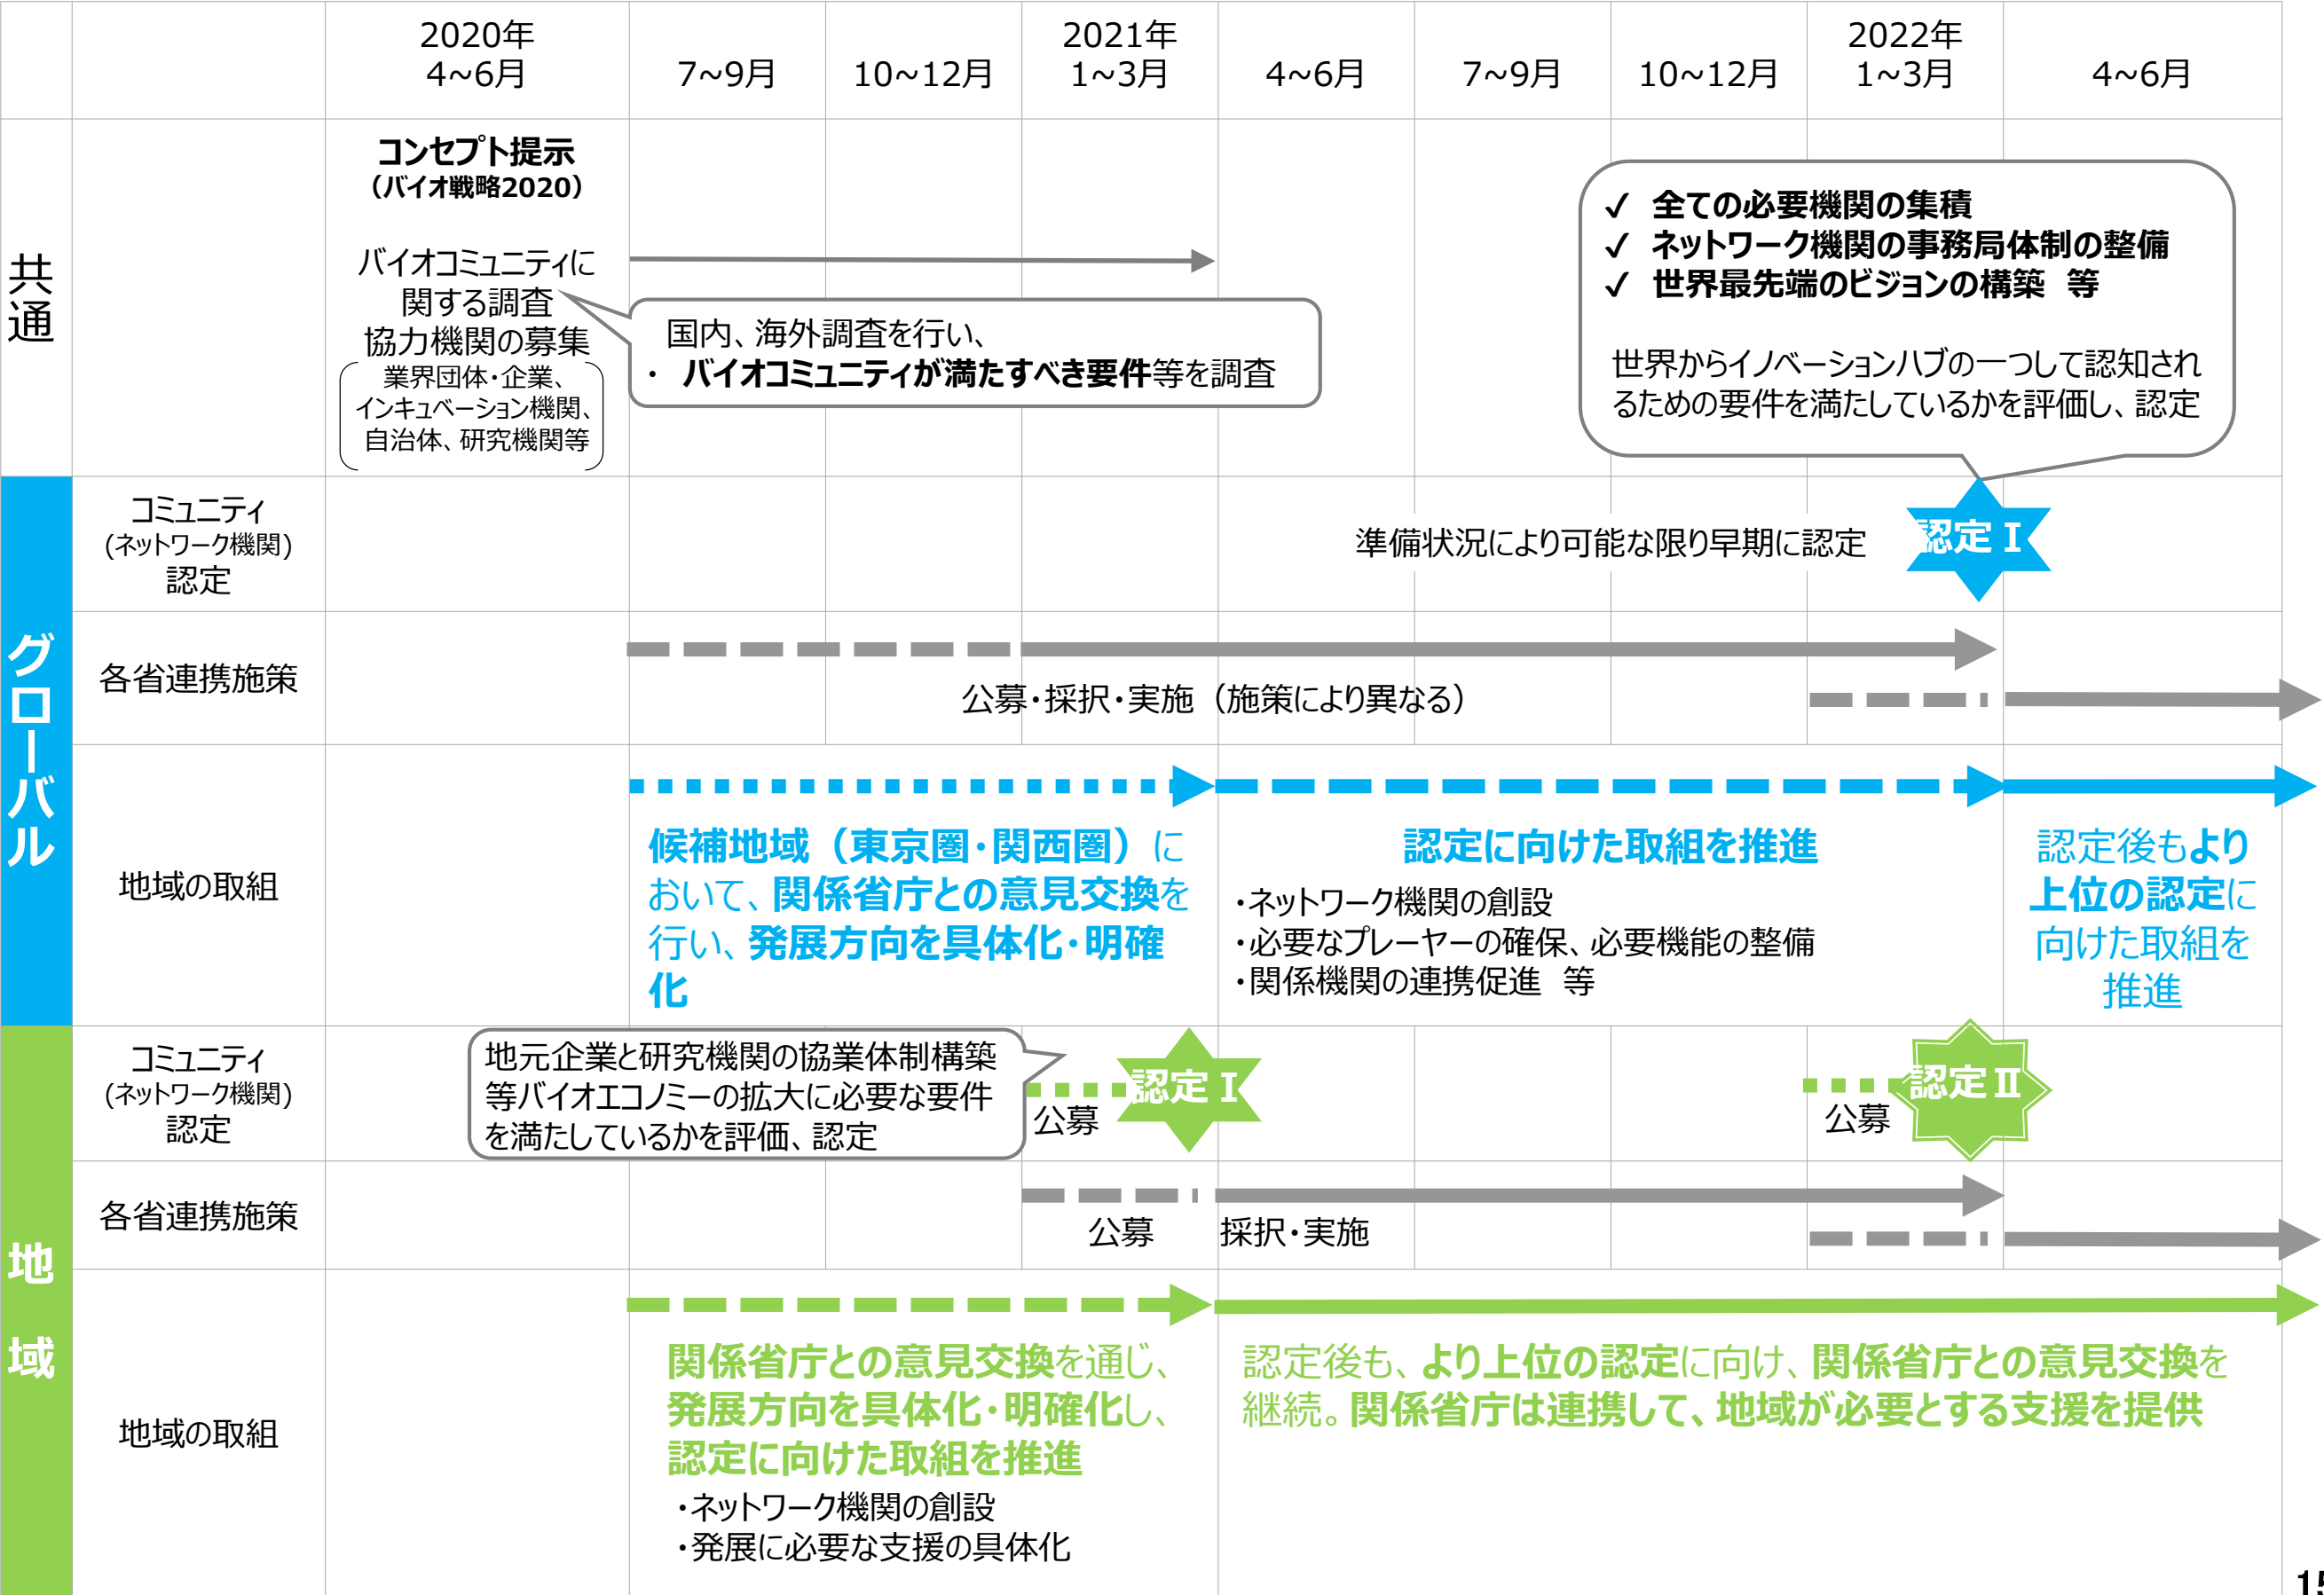 2020年
4~6月
7~9月
10~12月
2021年
1~3月
4~6月
7~9月
10~12月
2022年
1~3月
4~6月
共通
コンセプト提示
（バイオ戦略2020）
バイオコミュニティに
関する調査
協力機関の募集
業界団体・企業、
インキュベーション機関、
自治体、研究機関等
国内、海外調査を行い、
・ バイオコミュニティが満たすべき要件等を調査
✓ 全ての必要機関の集積
✓ ネットワーク機関の事務局体制の整備
✓ 世界最先端のビジョンの構築 等
世界からイノベーションハブの一つして認知され
るための要件を満たしているかを評価し、認定
グローバル
コミュニティ
(ネットワーク機関)
認定
準備状況により可能な限り早期に認定
認定Ⅰ
各省連携施策
公募・採択・実施（施策により異なる）
地域の取組
候補地域（東京圏・関西圏）に
おいて、関係省庁との意見交換を
行い、発展方向を具体化・明確
化
認定に向けた取組を推進
・ネットワーク機関の創設
・必要なプレーヤーの確保、必要機能の整備
・関係機関の連携促進 等
認定後もより
上位の認定に
向けた取組を
推進
地域
コミュニティ
(ネットワーク機関)
認定
地元企業と研究機関の協業体制構築
等バイオエコノミーの拡大に必要な要件
を満たしているかを評価、認定
公募
認定Ⅰ
公募
認定Ⅱ
各省連携施策
公募
採択・実施
地域の取組
関係省庁との意見交換を通じ、
発展方向を具体化・明確化し、
認定に向けた取組を推進
・ネットワーク機関の創設
・発展に必要な支援の具体化
認定後も、より上位の認定に向け、関係省庁との意見交換を
継続。関係省庁は連携して、地域が必要とする支援を提供
15